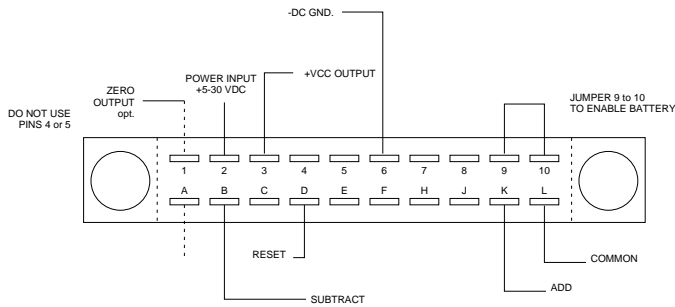 -DC GND.
+VCC OUTPUT
POWER INPUT
+5-30 VDC
ZERO
OUTPUT
opt.
DO NOT USE
PINS 4 or 5
JUMPER 9 to 10
TO ENABLE BATTERY
1 2 3 4 5 6 7 8 9 10
A B C D E F H J K L
RESET
COMMON
ADD
SUBTRACT